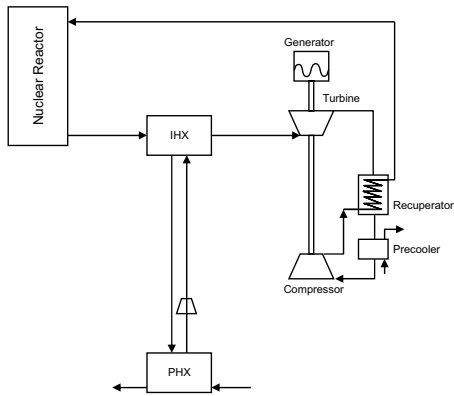 Nuclear Reactor
Generator
Turbine
IHX
Recuperator
Precooler
Compressor
PHX